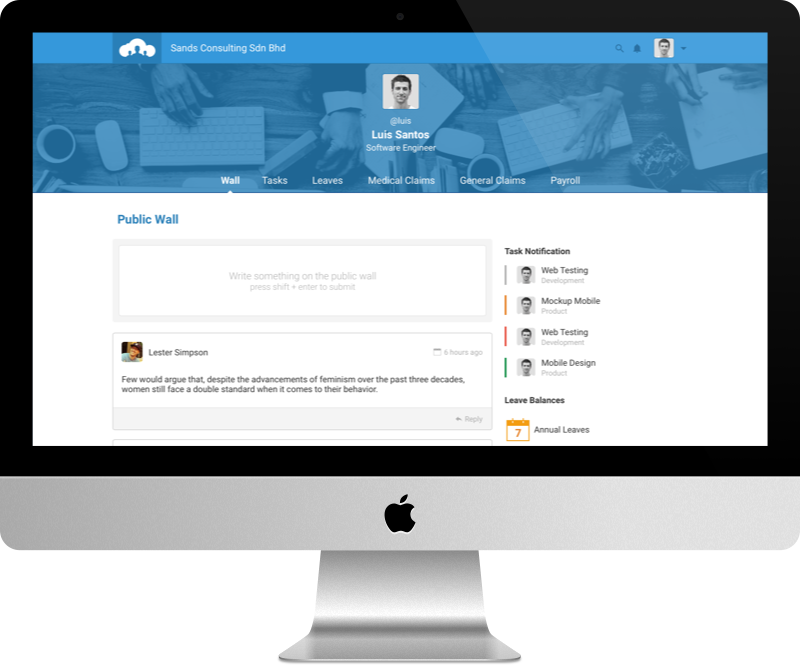 Sands Consulting Sdn Bhd
@luis
Luis Santos
Software Engineer
Wall Tasks Leaves Medical Claims General Claims Payroll
Public Wall
Write something on the public wall
press shift + enter to submit
Lester Simpson
6 hours ago
Few would argue that, despite the advancements of feminism over the past three decades,
women still face a double standard when it comes to their behavior.
Reply
Task Notification
Web Testing
Development
Mockup Mobile
Product
Web Testing
Development
Mobile Design
Product
Leave Balances
7 Annual Leaves